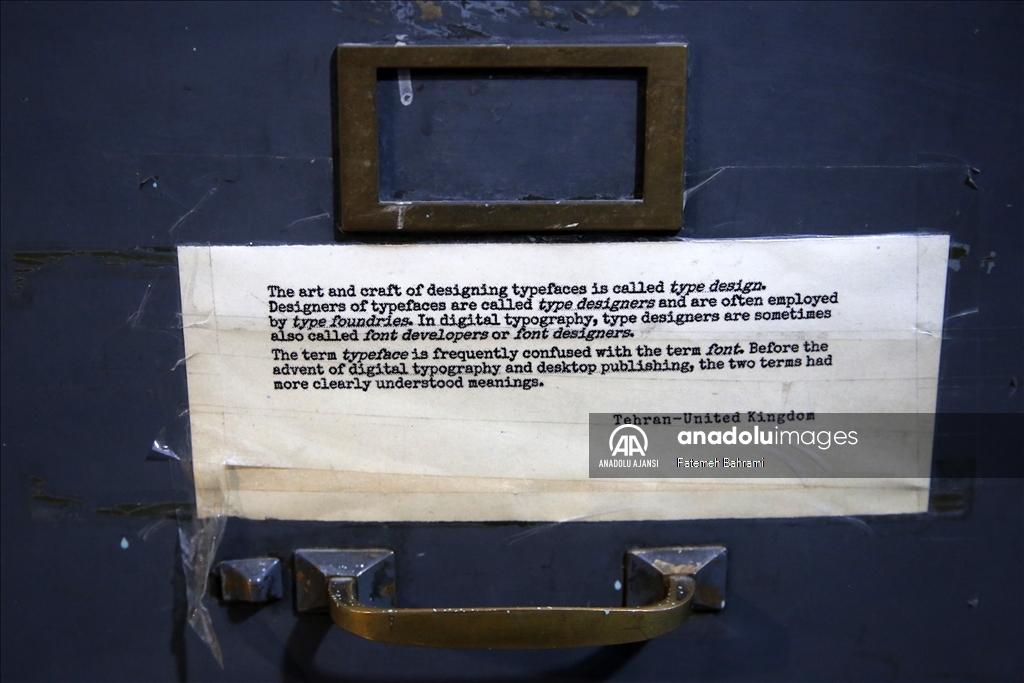 The art and craft of designing typefaces is called type design.
Designers of typefaces are called type designers and are often employed
by type foundries. In digital typography, type designers are sometimes
also called font developers or font designers.
The term typeface is frequently confused with the term font. Before the
advent of digital typography and desktop publishing, the two terms had
more clearly understood meanings.
Tehran-United Kingdom
AA
anadoluimages
ANADOLU AJANSI
Fatemeh Bahrami